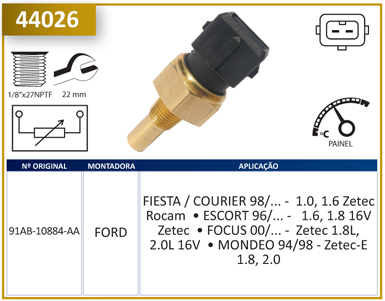 44026
1/8"x27NPTF
22 mm
°C
PAINEL
Nº ORIGINAL MONTADORA APLICAÇÃO
91AB-10884-AA FORD
FIESTA / COURIER 98/... - 1.0, 1.6 Zetec
Rocam • ESCORT 96/... - 1.6, 1.8 16V
Zetec • FOCUS 00/... - Zetec 1.8L,
2.0L 16V • MONDEO 94/98 - Zetec-E
1.8, 2.0